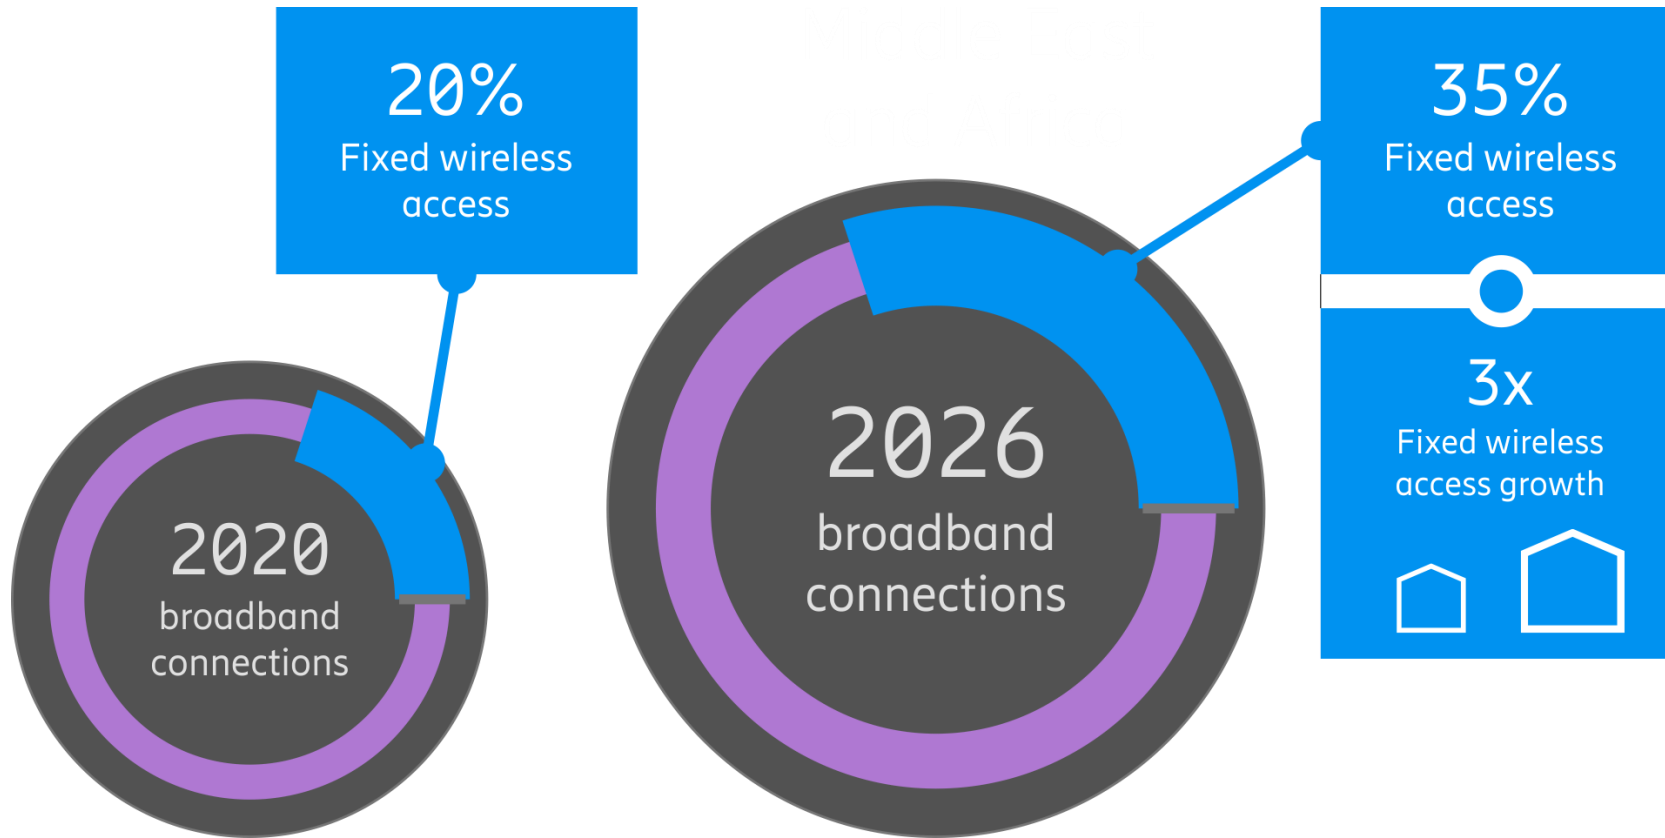 20%
Fixed wireless
access
2020
broadband
connections
2026
broadband
connections
35%
Fixed wireless
access
3x
Fixed wireless
access growth